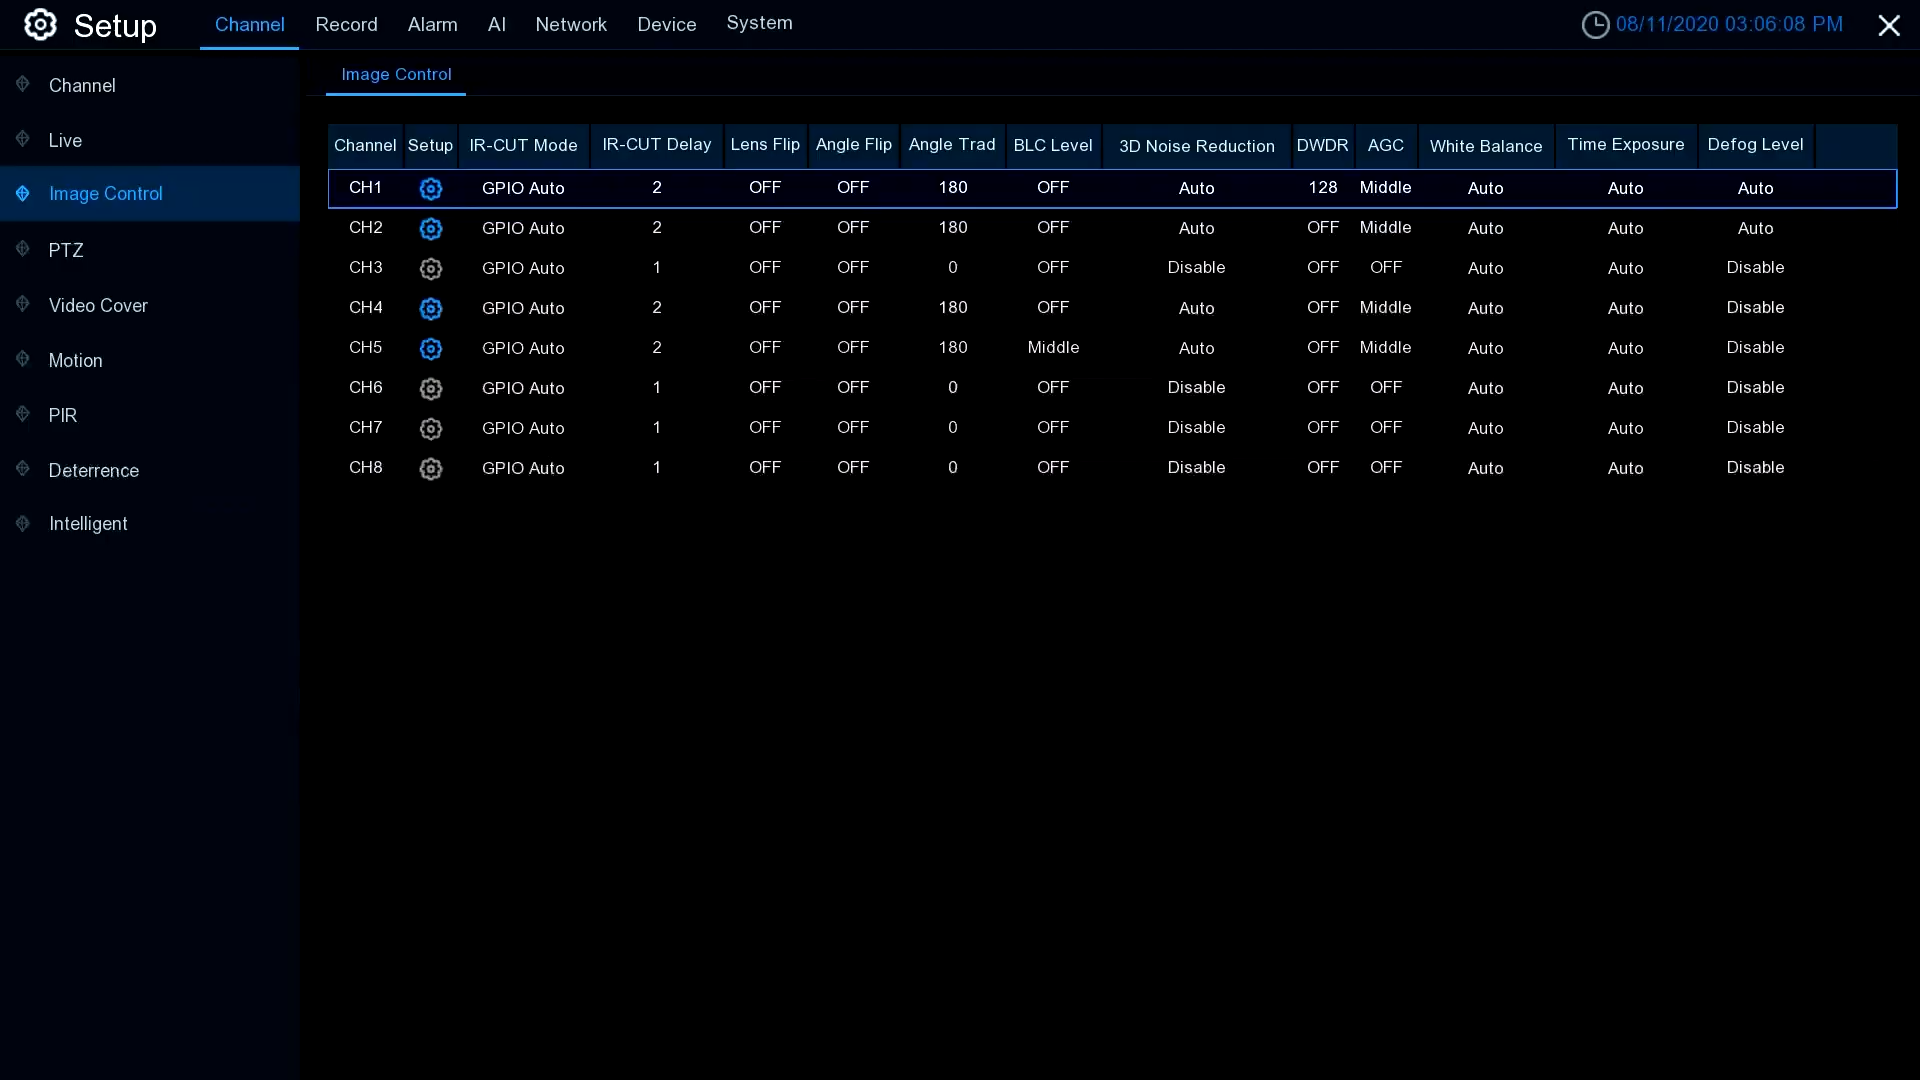 Setup Channel Record Alarm AI Network Device System 08/11/2020 03:06:08 PM
Channel
Live
Image Control
PTZ
Video Cover
Motion
PIR
Deterrence
Intelligent
Image Control
Channel Setup IR-CUT Mode IR-CUT Delay Lens Flip Angle Flip Angle Trad BLC Level 3D Noise Reduction DWDR AGC White Balance Time Exposure Defog Level
CH1 GPIO Auto 2 OFF OFF 180 OFF Auto 128 Middle Auto Auto Auto
CH2 GPIO Auto 2 OFF OFF 180 OFF Auto OFF Middle Auto Auto Auto
CH3 GPIO Auto 1 OFF OFF 0 OFF Disable OFF OFF Auto Auto Disable
CH4 GPIO Auto 2 OFF OFF 180 OFF Auto OFF Middle Auto Auto Disable
CH5 GPIO Auto 2 OFF OFF 180 Middle Auto OFF Middle Auto Auto Disable
CH6 GPIO Auto 1 OFF OFF 0 OFF Disable OFF OFF Auto Auto Disable
CH7 GPIO Auto 1 OFF OFF 0 OFF Disable OFF OFF Auto Auto Disable
CH8 GPIO Auto 1 OFF OFF 0 OFF Disable OFF OFF Auto Auto Disable